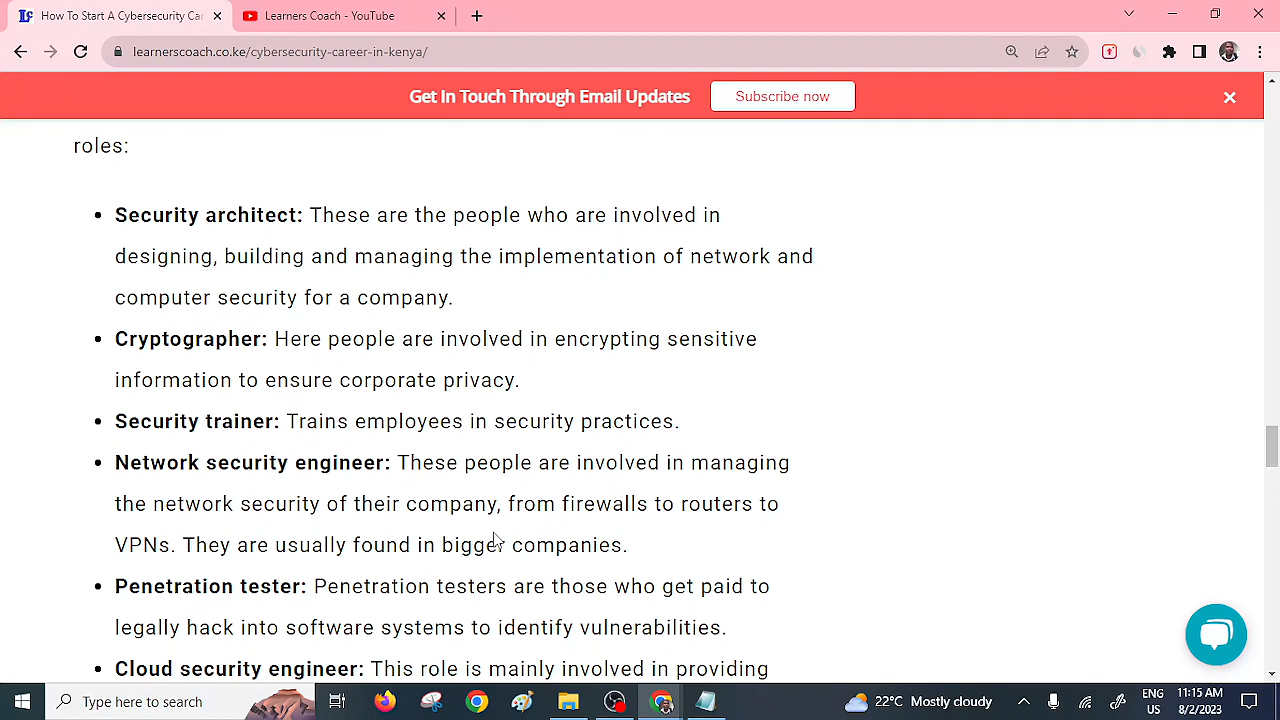 How To Start A Cybersecurity Ca
Learners Coach - YouTube
learnerscoach.co.ke/cybersecurity-career-in-kenya/
Get In Touch Through Email Updates
Subscribe now
roles:
Security architect: These are the people who are involved in
designing, building and managing the implementation of network and
computer security for a company.
Cryptographer: Here people are involved in encrypting sensitive
information to ensure corporate privacy.
Security trainer: Trains employees in security practices.
Network security engineer: These people are involved in managing
the network security of their company, from firewalls to routers to
VPNs. They are usually found in bigger companies.
Penetration tester: Penetration testers are those who get paid to
legally hack into software systems to identify vulnerabilities.
Cloud security engineer: This role is mainly involved in providing
Type here to search
22°C Mostly cloudy
ENG
US
11:15 AM
8/2/2023